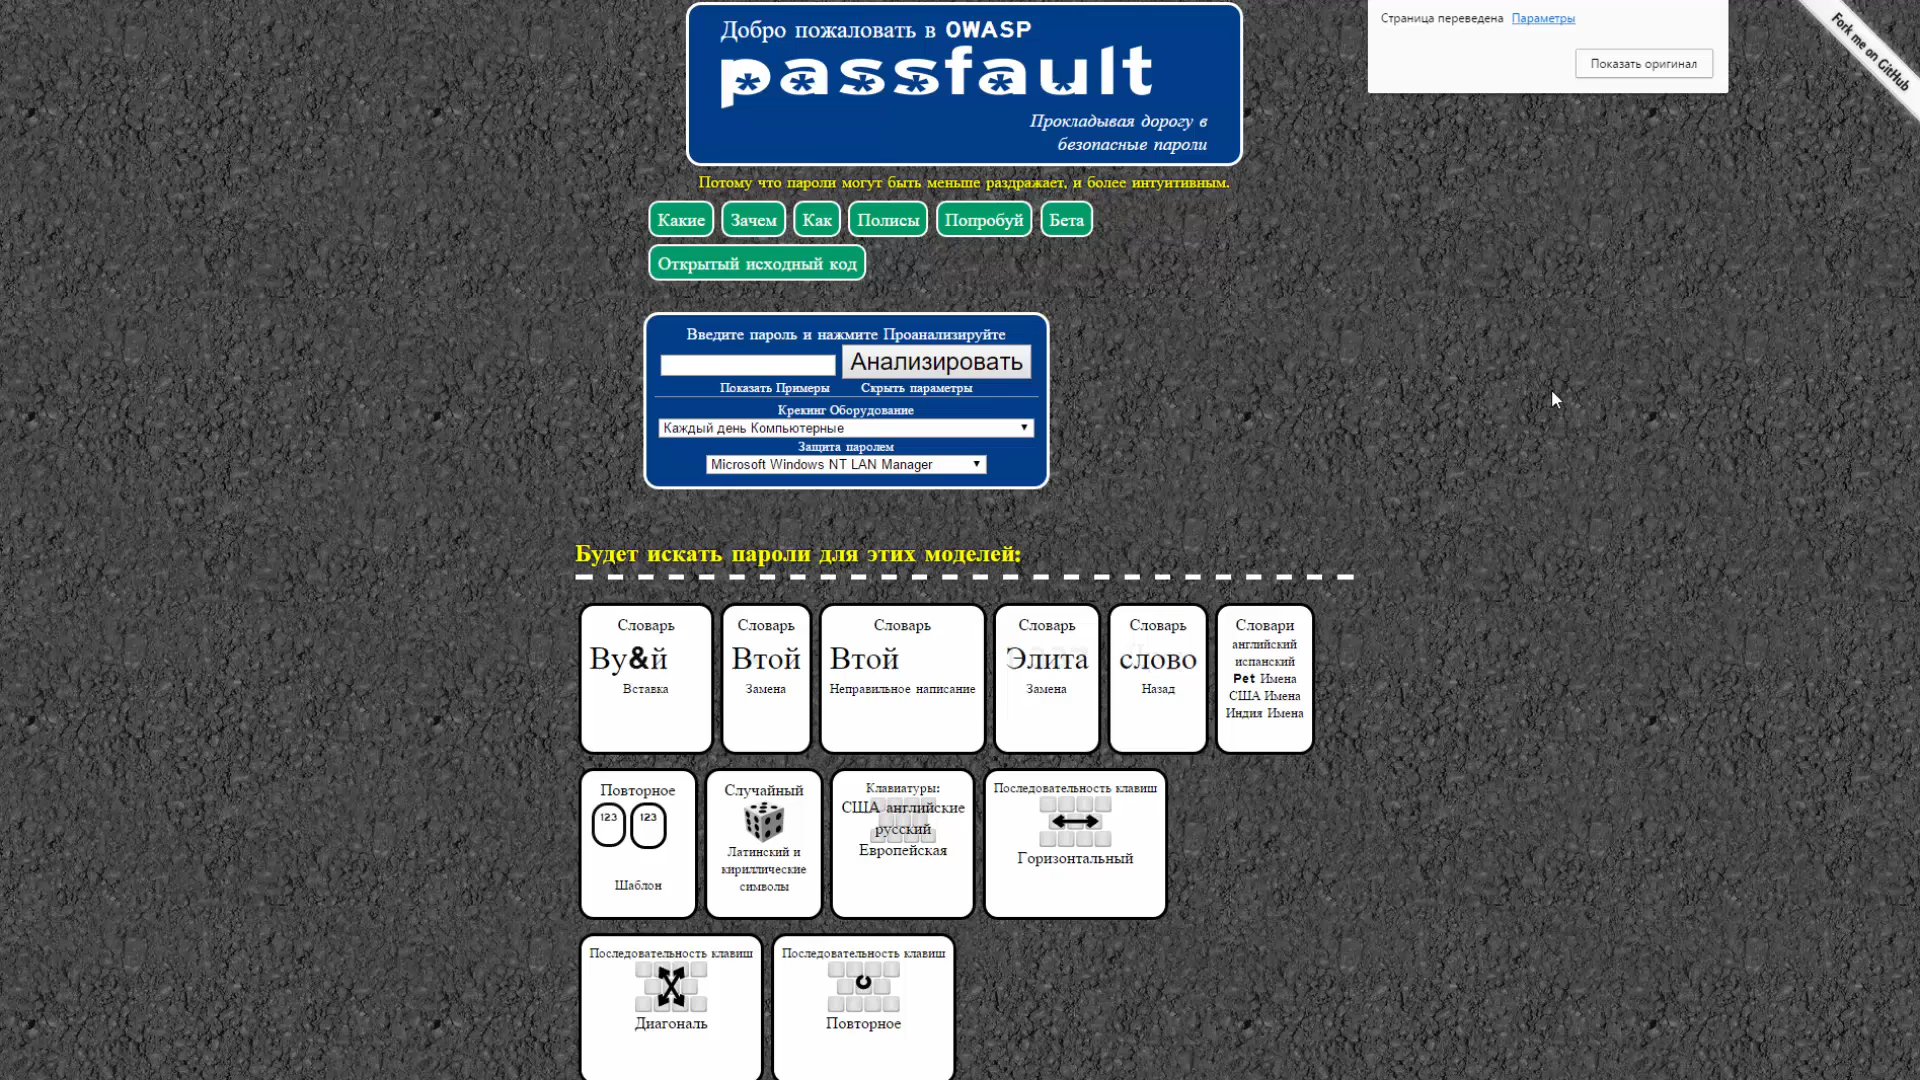 Добро пожаловать в OWASP
passfault
Прокладывая дорогу в
безопасные пароли
Страница переведена Параметры
Показать оригинал
Fork me on GitHub
Потому что пароли могут быть меньше раздражает, и более интуитивным.
Какие Зачем Как Полисы Попробуй Бета
Открытый исходный код
Введите пароль и нажмите Проанализируйте
Анализировать
Показать Примеры Скрыть параметры
Крекинг Оборудование
Каждый день Компьютерные
Защита паролем
Microsoft Windows NT LAN Manager
Будет искать пароли для этих моделей:
Словарь
Ву&й
Вставка
Словарь
Втой
Замена
Словарь
Втой
Неправильное написание
Словарь
Элита
Замена
Словарь
слово
Назад
Словари
английский
испанский
Pet Имена
США Имена
Индия Имена
Повторное
123 123
Шаблон
Случайный
Латинский и
кириллические
символы
Клавиатуры:
США английские
русский
Европейская
Последовательность клавиш
Горизонтальный
Последовательность клавиш
Диагональ
Последовательность клавиш
Повторное